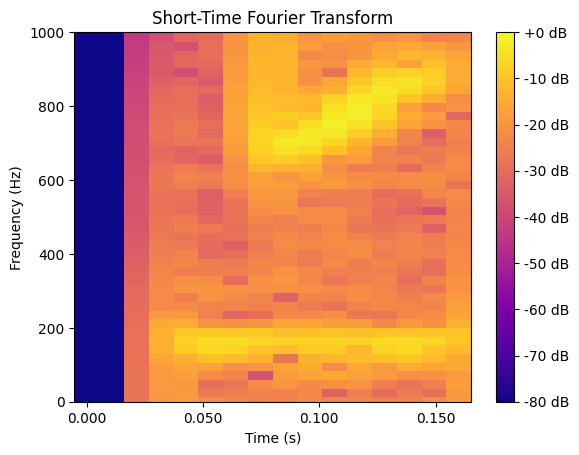 Short-Time Fourier Transform
1000
800
600
400
200
0
Frequency (Hz)
0.000
0.050
0.100
0.150
Time (s)
+0 dB
-10 dB
-20 dB
-30 dB
-40 dB
-50 dB
-60 dB
-70 dB
-80 dB